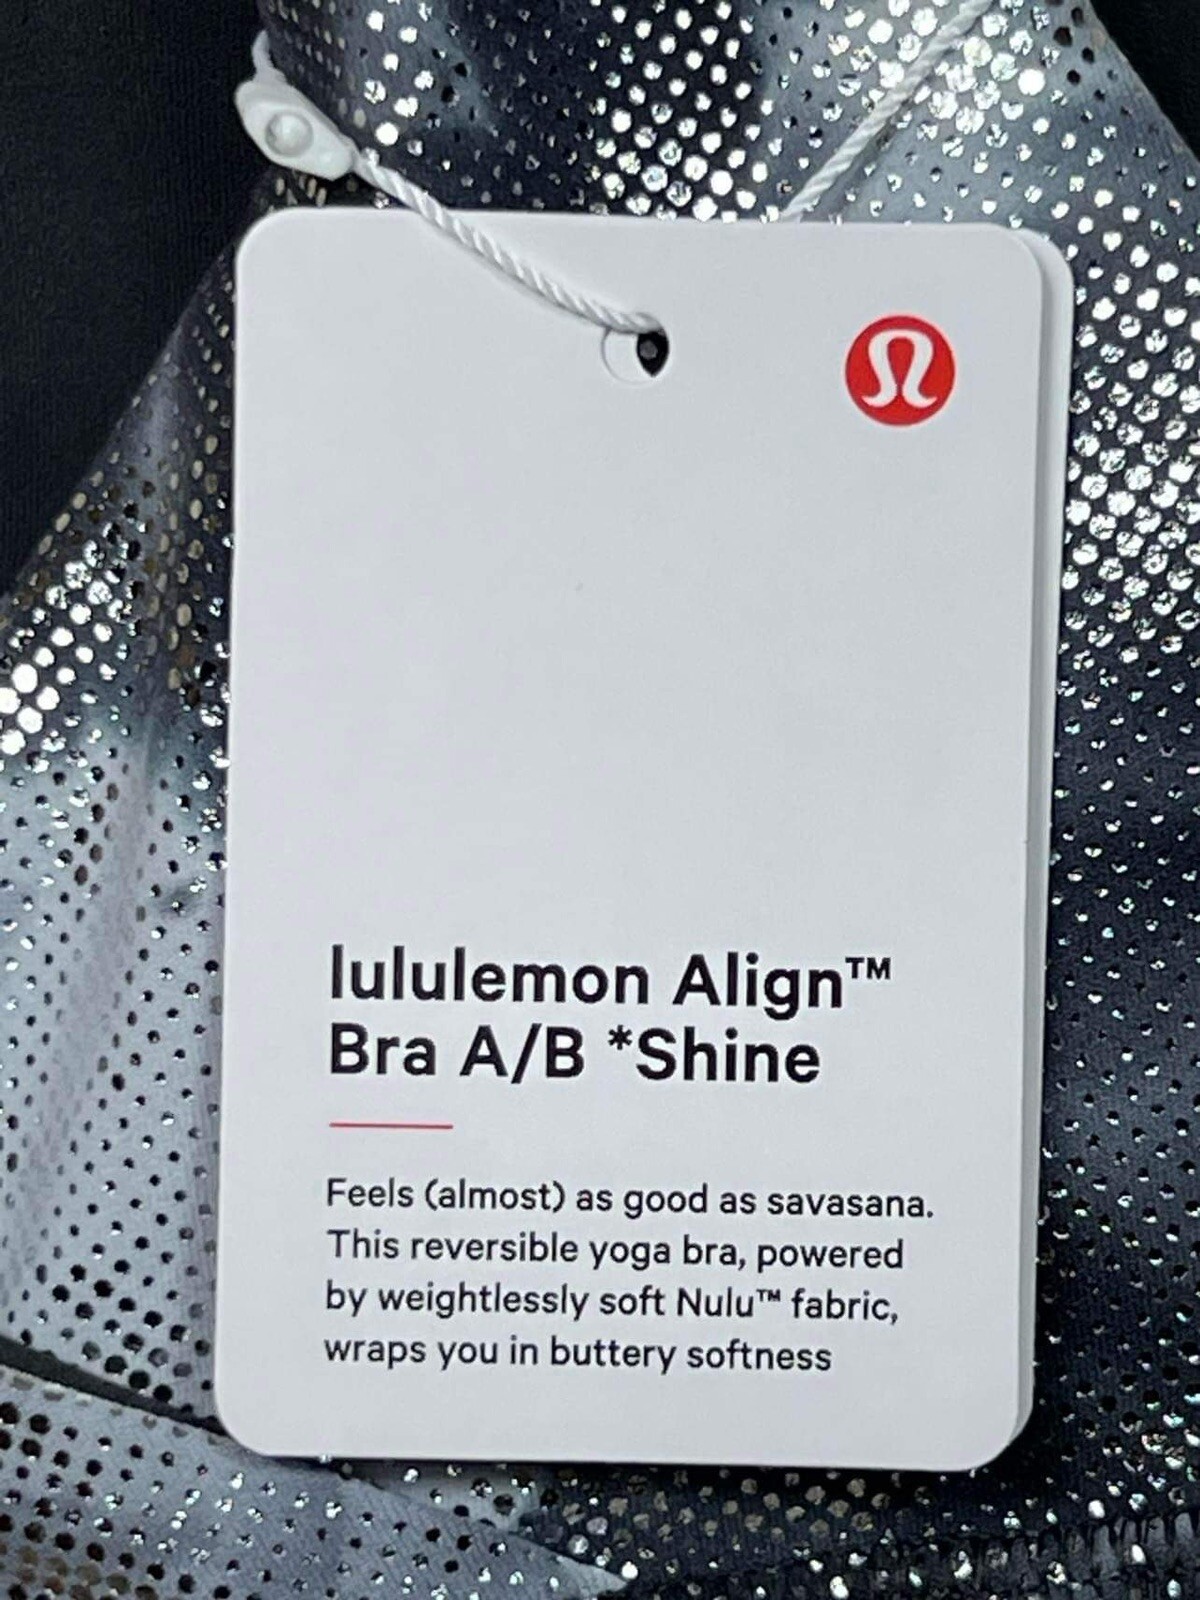 lululemon Align™
Bra A/B *Shine
Feels (almost) as good as savasana.
This reversible yoga bra, powered
by weightlessly soft Nulu™ fabric,
wraps you in buttery softness